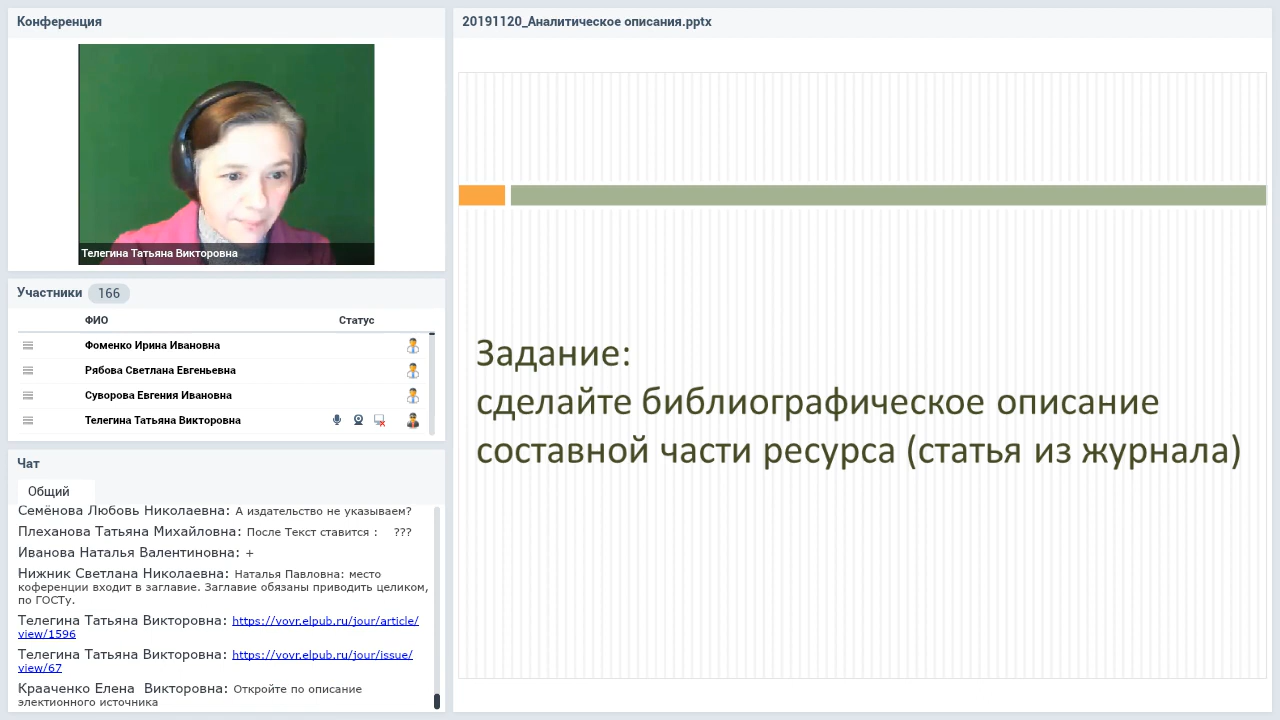 Конференция
Телегина Татьяна Викторовна
Участники 166
ФИО Статус
Фоменко Ирина Ивановна
Рябова Светлана Евгеньевна
Суворова Евгения Ивановна
Телегина Татьяна Викторовна
Чат
Общий
Семёнова Любовь Николаевна: А издательство не указываем?
Плеханова Татьяна Михайловна: После Текст ставится : ???
Иванова Наталья Валентиновна: +
Нижник Светлана Николаевна: Наталья Павловна: место
коференции входит в заглавие. Заглавие обязаны приводить целиком,
по ГОСТу.
Телегина Татьяна Викторовна: https://vovr.elpub.ru/jour/article/
view/1596
Телегина Татьяна Викторовна: https://vovr.elpub.ru/jour/issue/
view/67
Крааченко Елена Викторовна: Откройте по описание
электионного источника
20191120_Аналитическое описания.pptx
Задание:
сделайте библиографическое описание
составной части ресурса (статья из журнала)